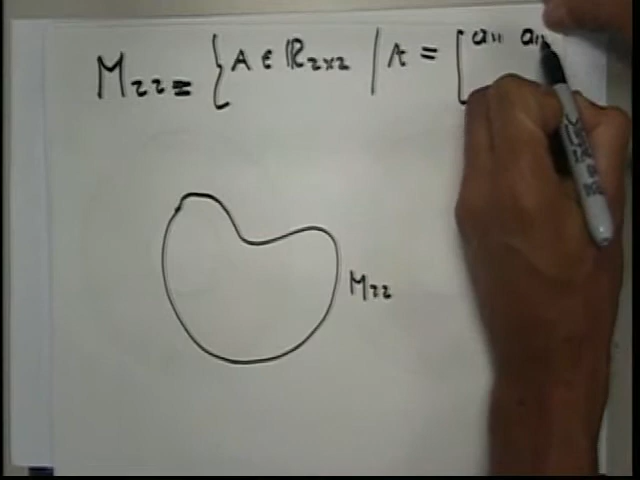 M22 = { A ∈ ℝ2x2 | A = [ a11 a1
M22